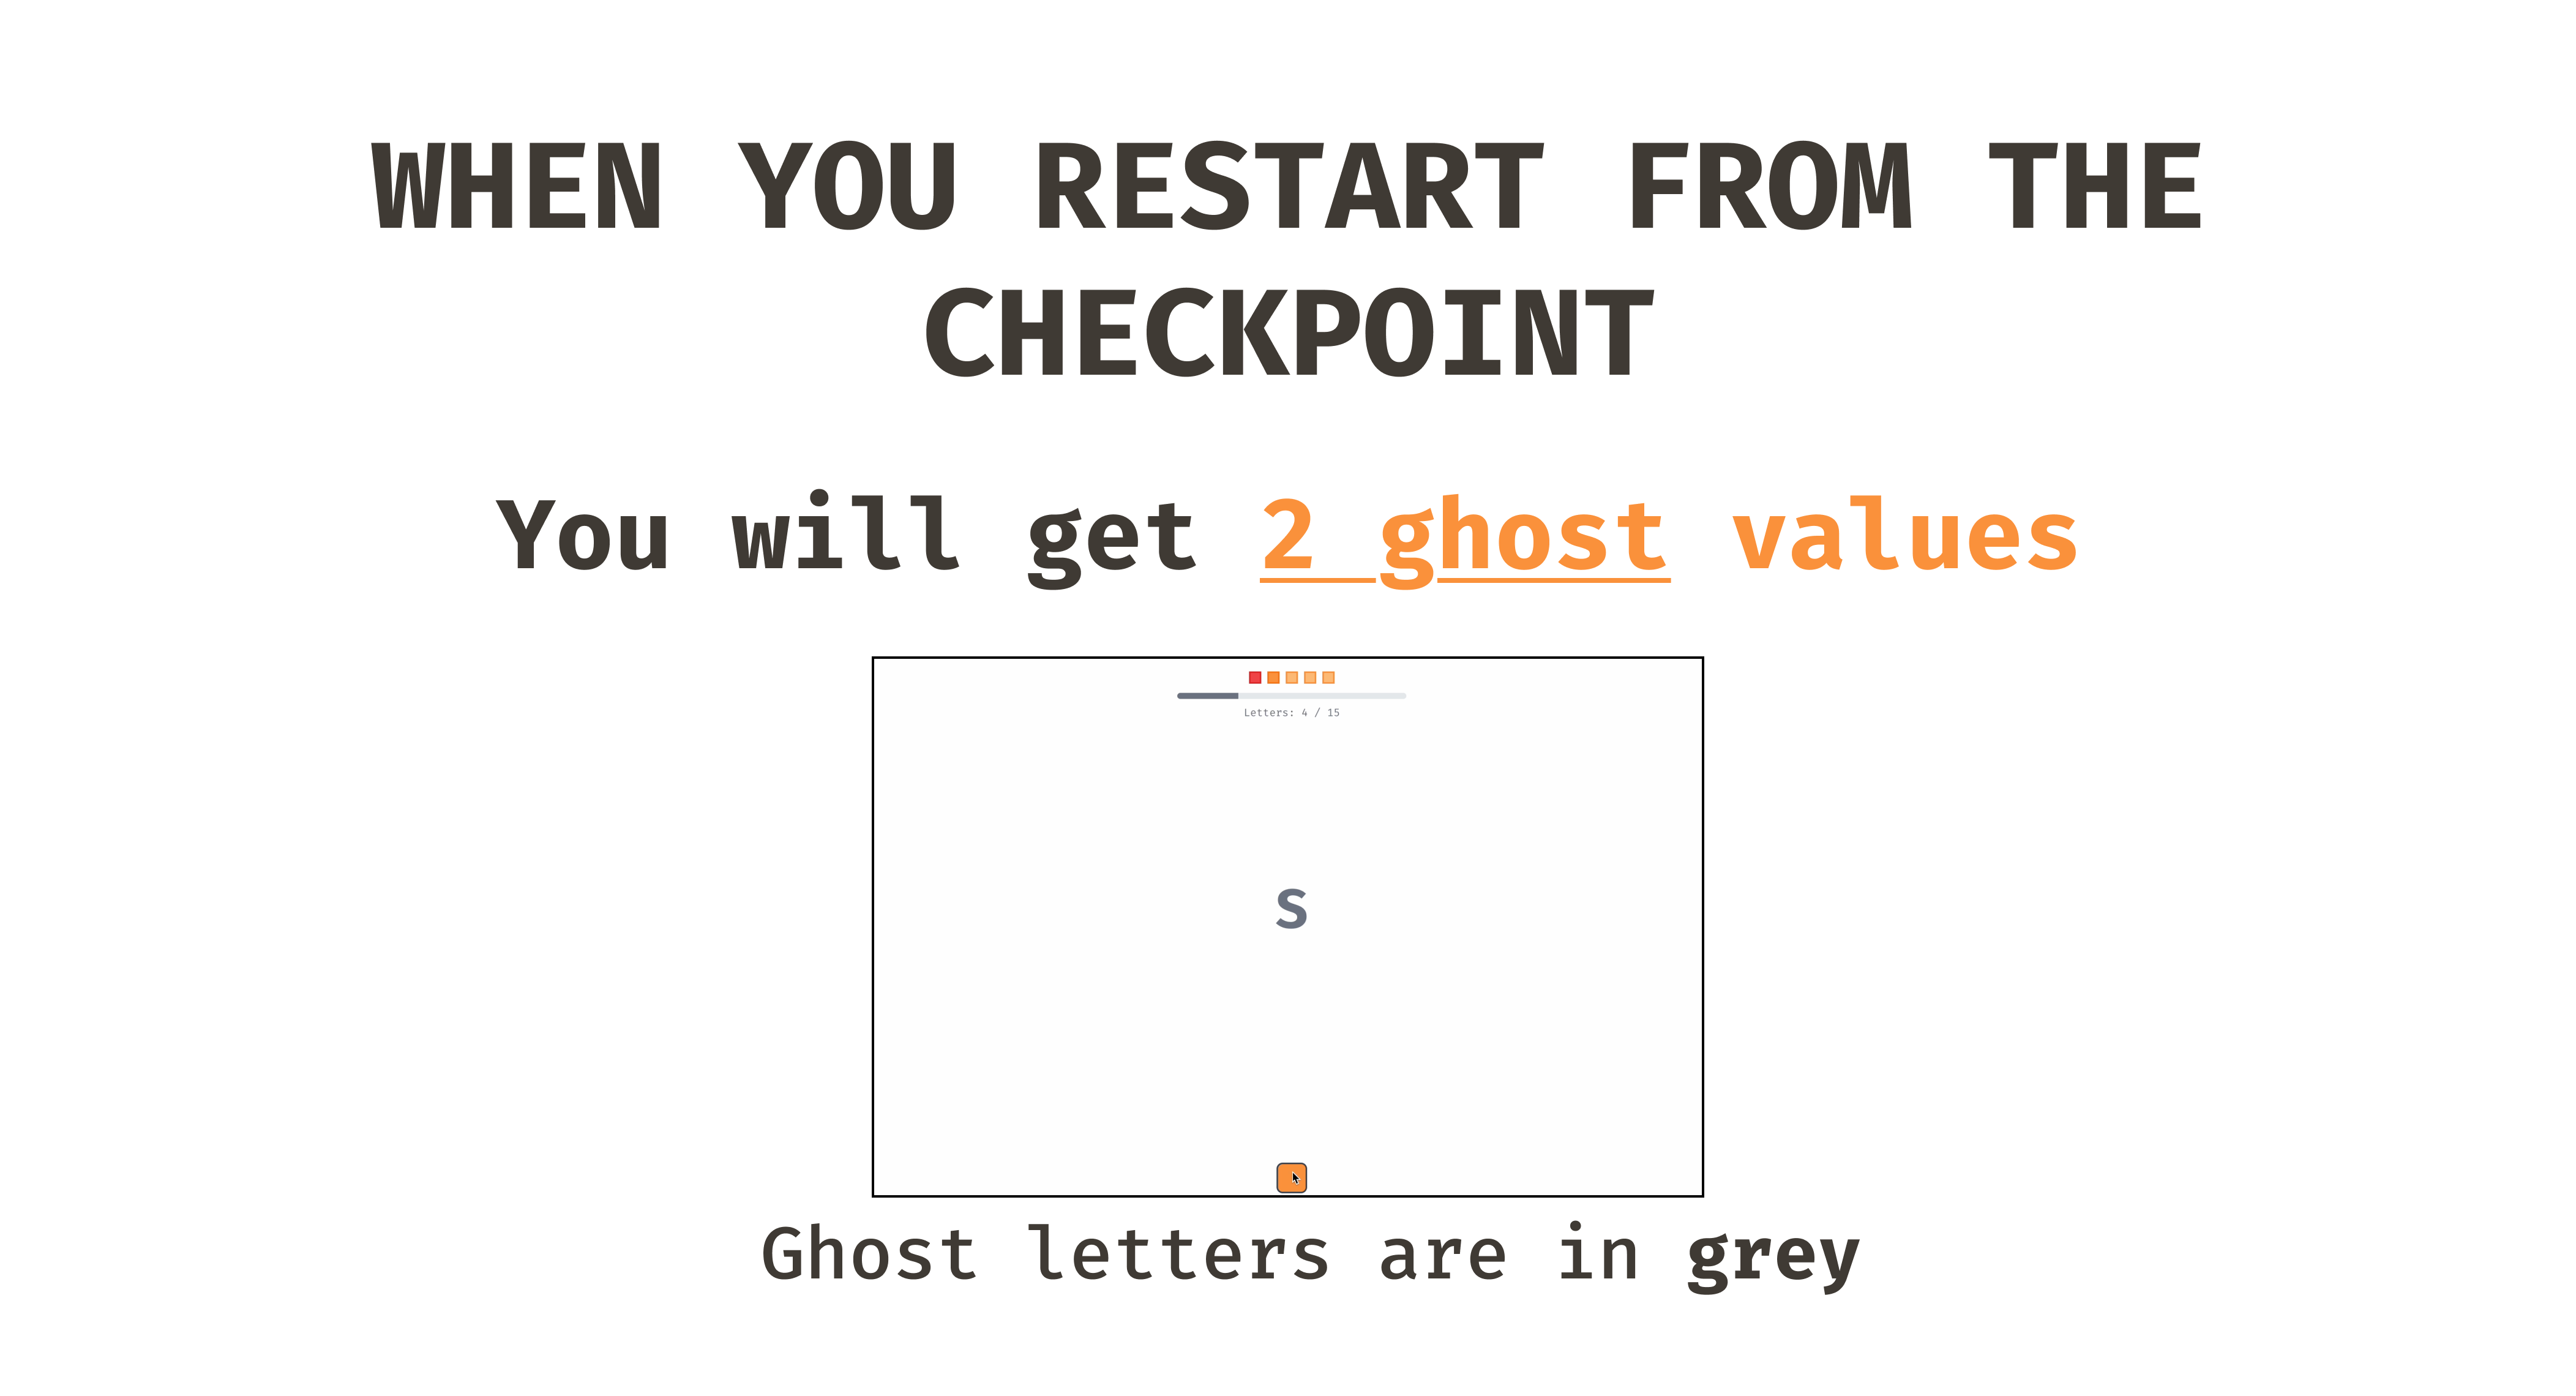 WHEN YOU RESTART FROM THE
CHECKPOINT
You will get 2 ghost values
Letters: 4 / 15
S
Ghost letters are in grey